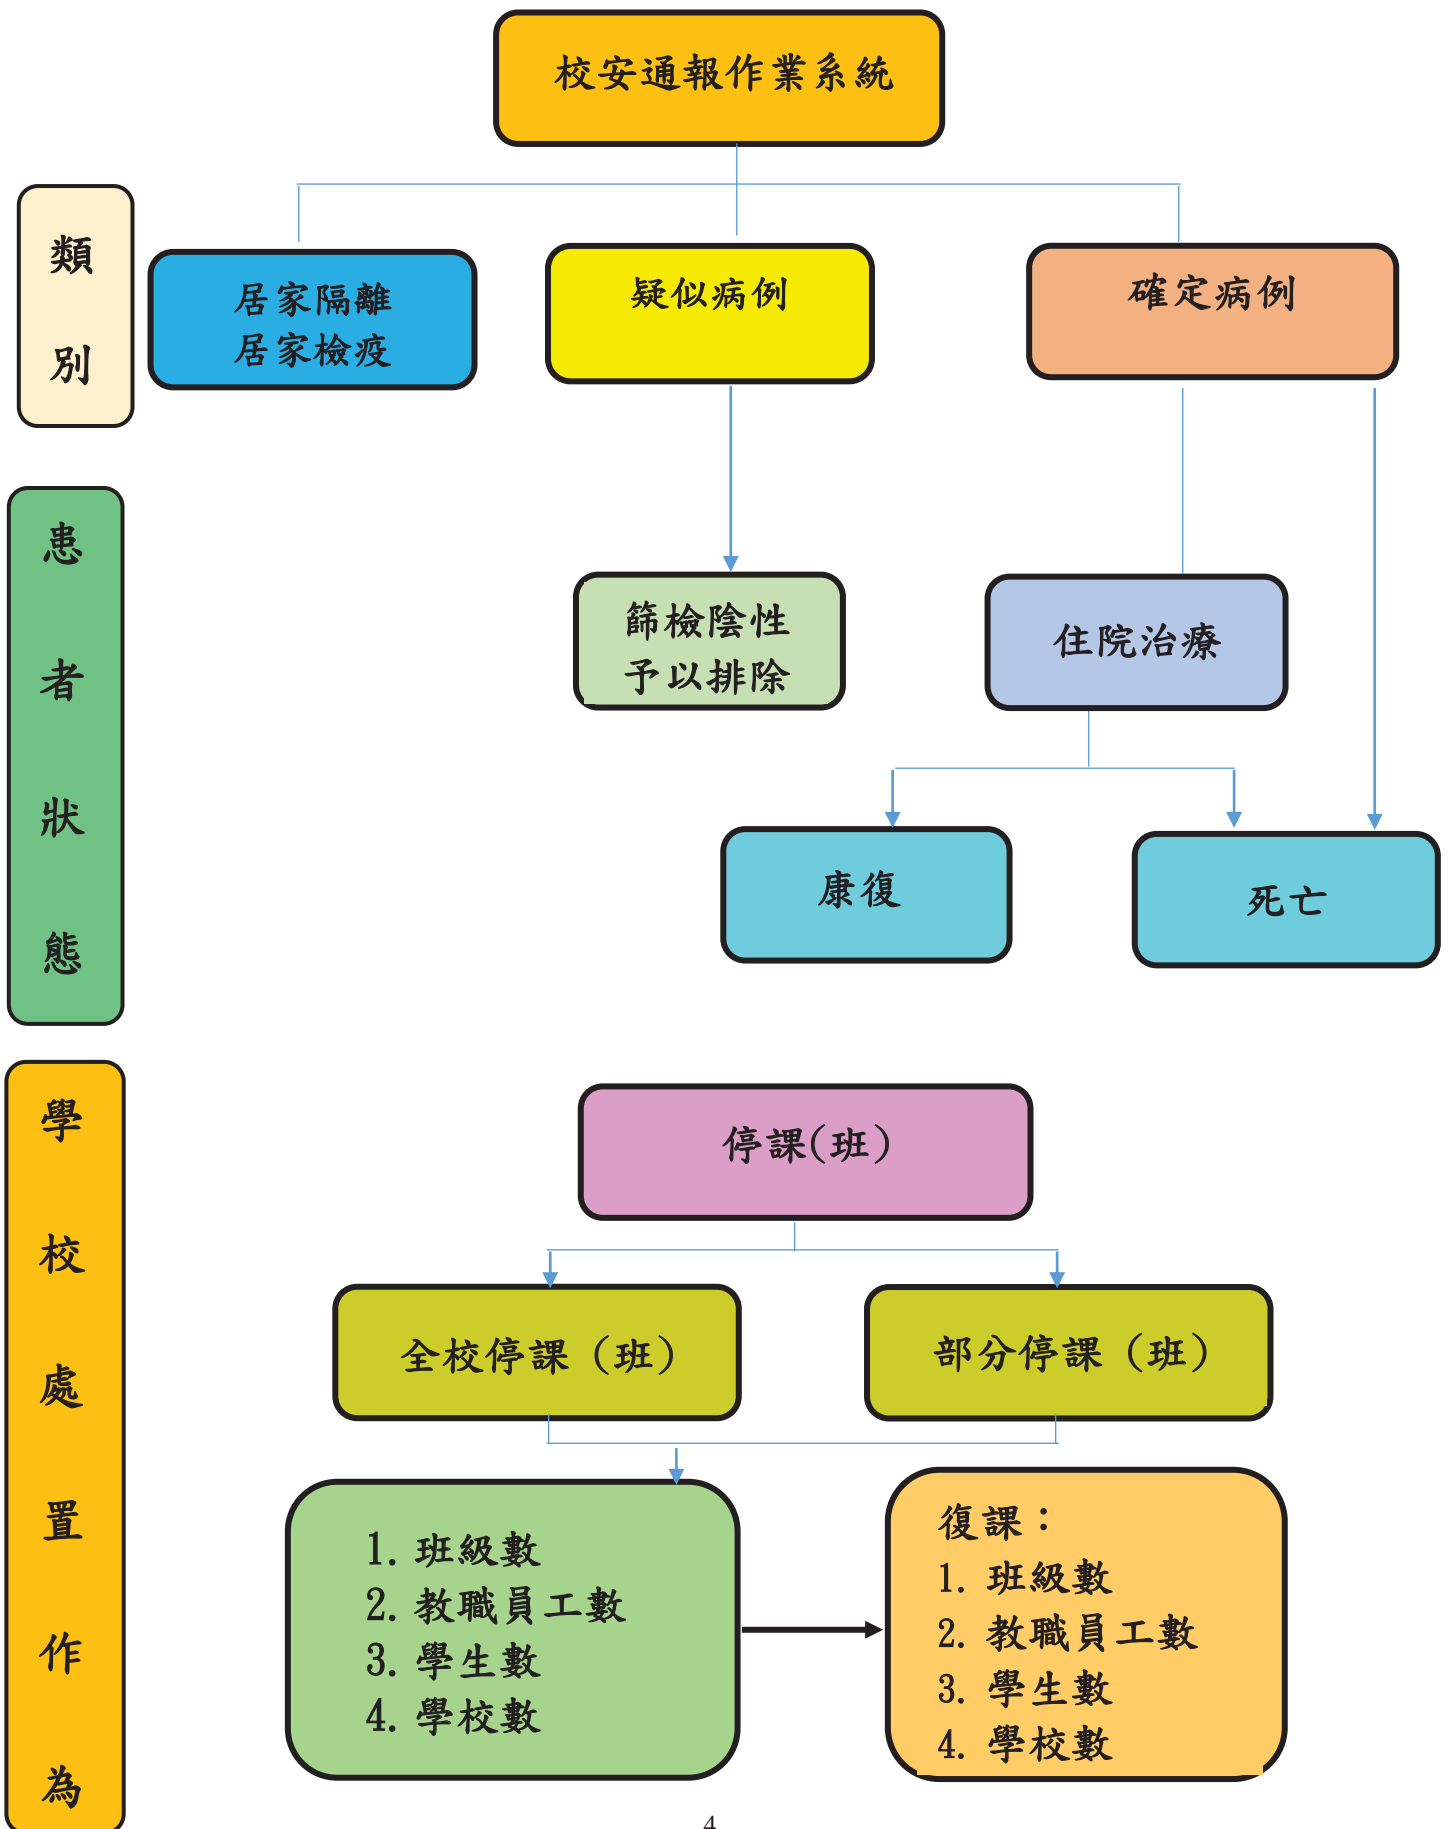 校安通報作業系統
類
別
居家隔離
居家檢疫
疑似病例
確定病例
患
者
狀
態
篩檢陰性
予以排除
住院治療
康復
死亡
學
校
處
置
作
為
停課(班)
全校停課（班）
部分停課（班）
1. 班級數
2. 教職員工數
3. 學生數
4. 學校數
復課：
1. 班級數
2. 教職員工數
3. 學生數
4. 學校數
4